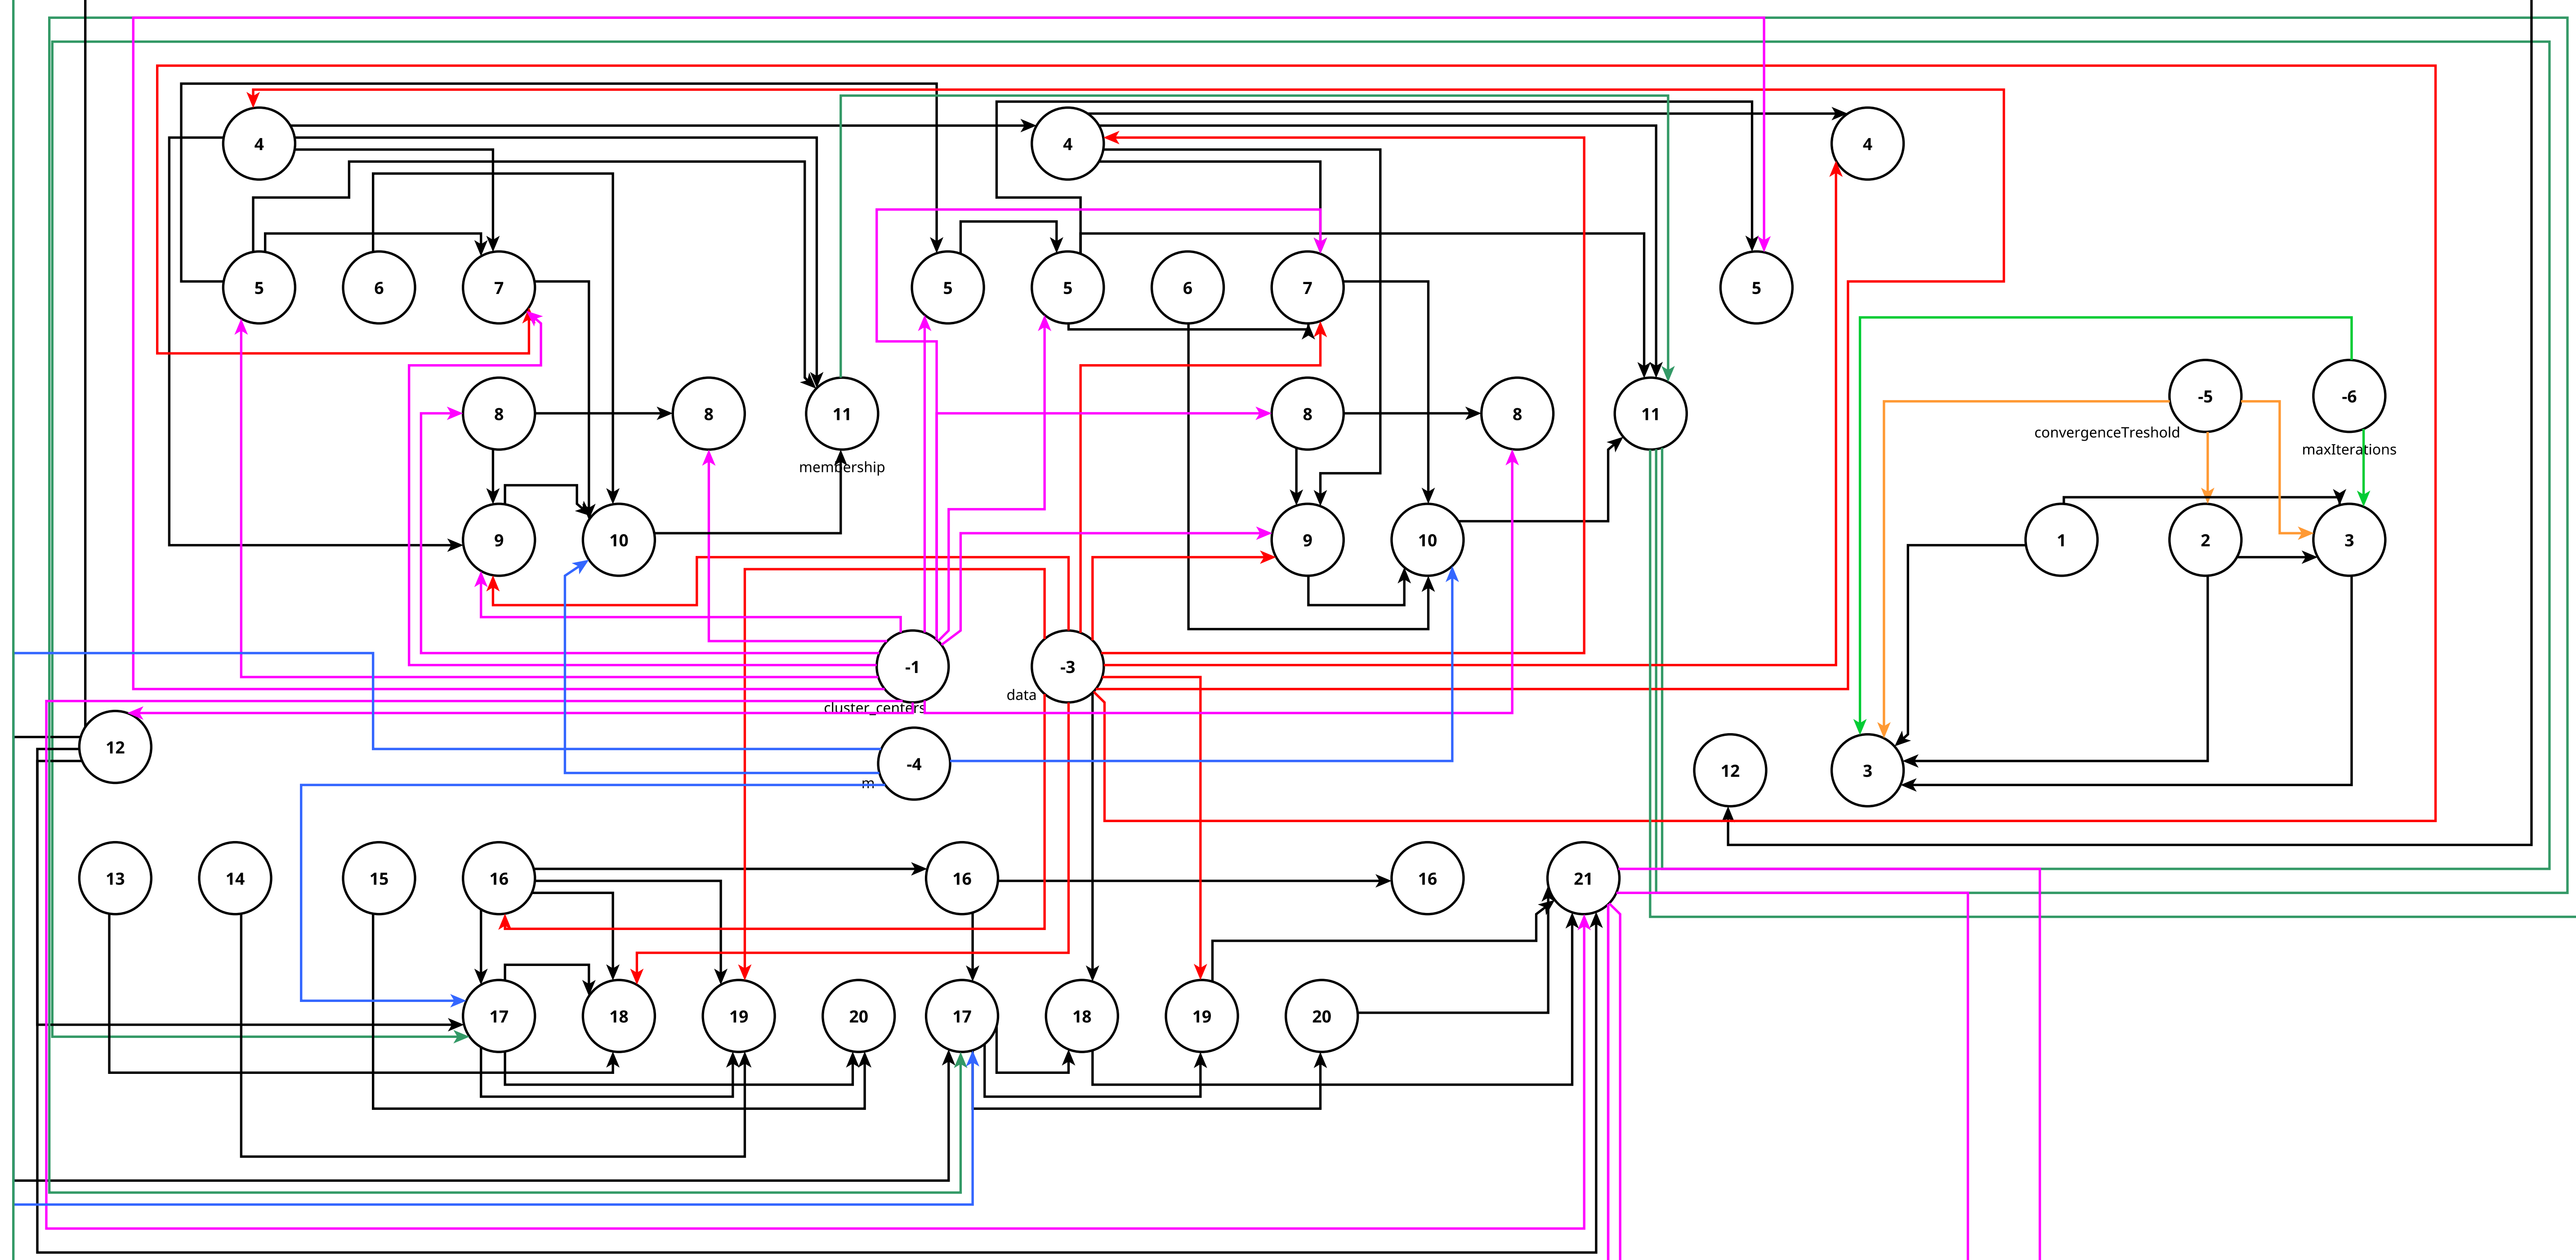 4 4 4
5 6 7 5 5 6 7 5
-5 -6
8 8 11 8 8 11
convergenceTreshold
maxIterations
membership
9 10 9 10 1 2 3
-1 -3
data
cluster_centers
12 -4 12 3
m
13 14 15 16 16 16 21
17 18 19 20 17 18 19 20